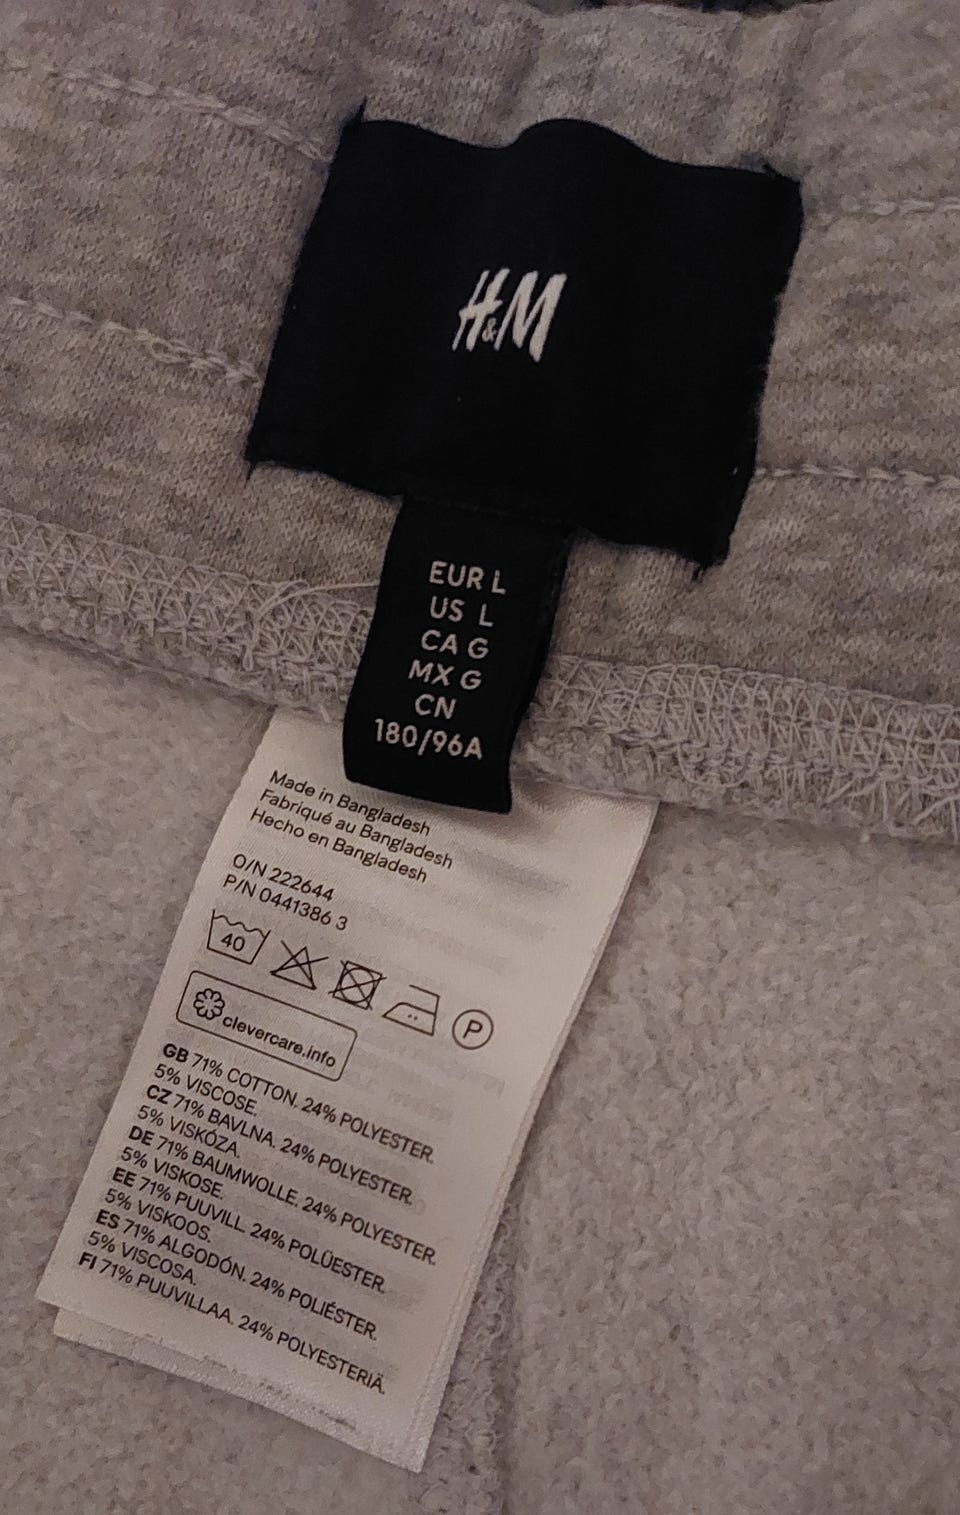 H&M
EUR L
US L
CA G
MX G
CN
180/96A
Made in Bangladesh
Fabriqué au Bangladesh
Hecho en Bangladesh
O/N 222644
P/N 0441386 3
40
P
clevercare.info
GB 71% COTTON. 24% POLYESTER.
5% VISCOSE.
CZ 71% BAVLNA. 24% POLYESTER.
5% VISKÓZA.
DE 71% BAUMWOLLE. 24% POLYESTER.
5% VISKOSE.
EE 71% PUUVILL. 24% POLÜESTER.
5% VISKOOS.
ES 71% ALGODÓN. 24% POLIÉSTER.
5% VISCOSA.
FI 71% PUUVILLAA. 24% POLYESTERIÄ.